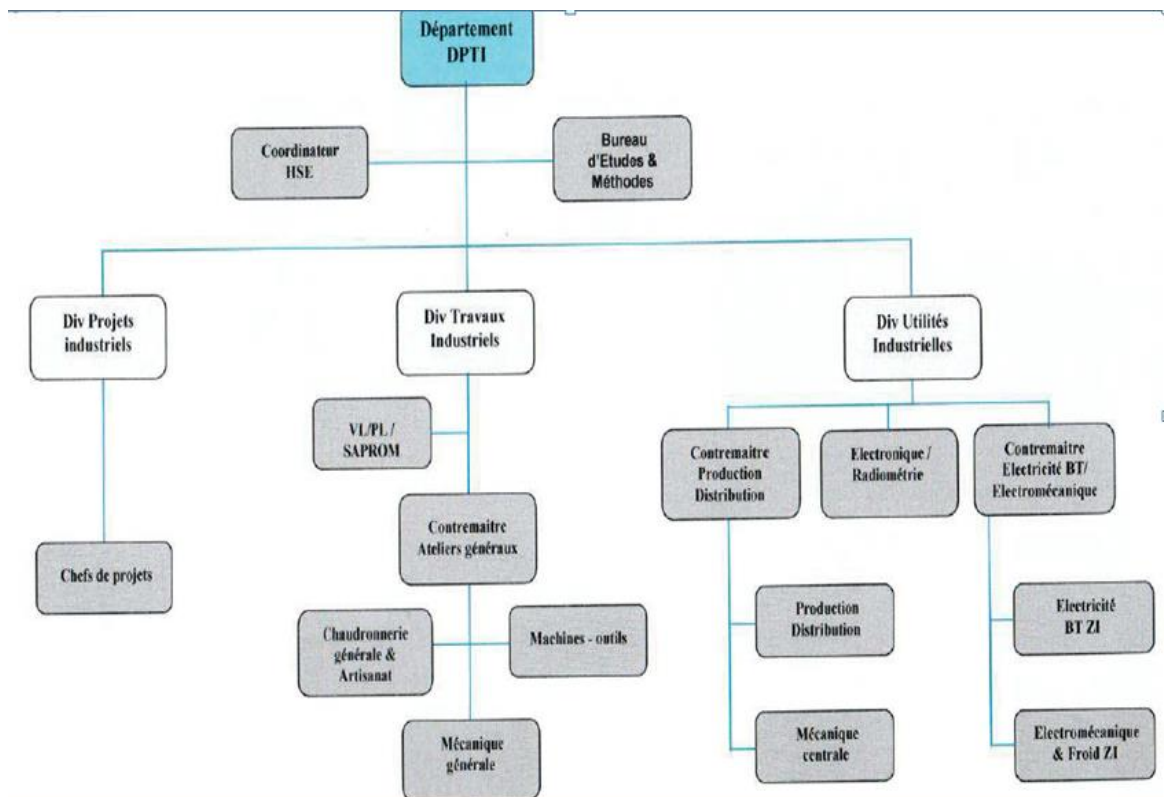 Département
DPTI
Coordinateur
HSE
Bureau
d'Etudes &
Méthodes
Div Projets
industriels
Div Travaux
Industriels
Div Utilités
Industrielles
VL/PL /
SAPROM
Contremaitre
Production
Distribution
Electronique /
Radiométrie
Contremaitre
Electricité BT/
Electromécanique
Contremaitre
Ateliers généraux
Chefs de projets
Chaudronnerie
générale &
Artisanat
Machines - outils
Production
Distribution
Electricité
BT ZI
Mécanique
générale
Mécanique
centrale
Electromécanique
& Froid ZI